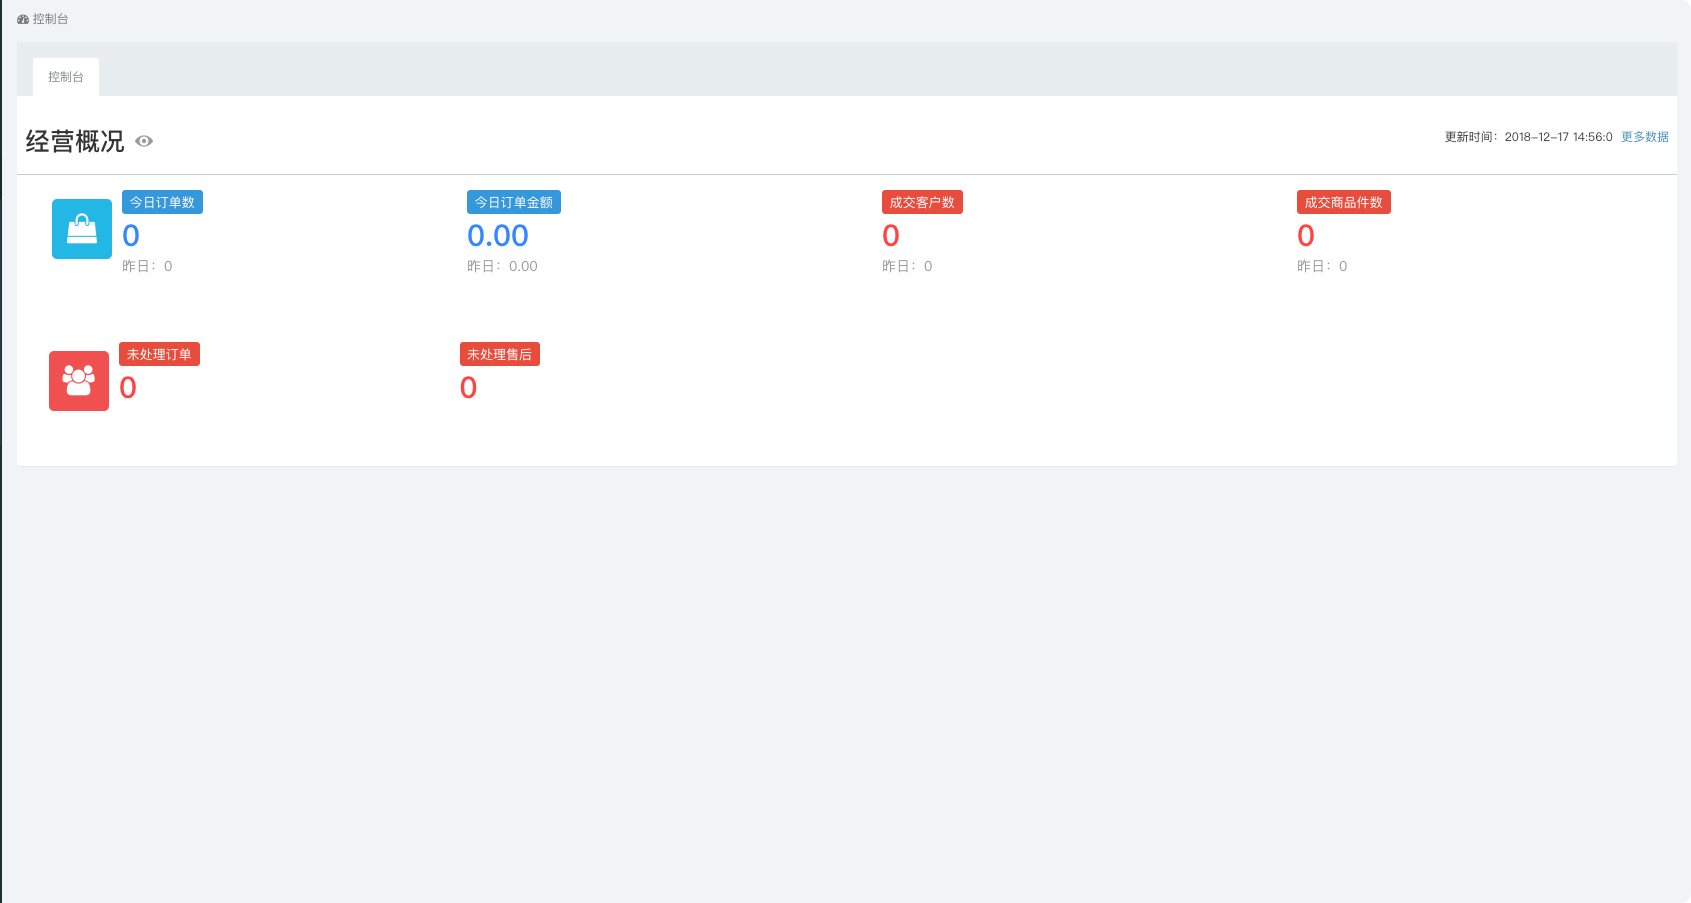 控制台
控制台
经营概况
更新时间：2018-12-17 14:56:0 更多数据
今日订单数 今日订单金额 成交客户数 成交商品件数
0 0.00 0 0
昨日：0 昨日：0.00 昨日：0 昨日：0
未处理订单 未处理售后
0 0